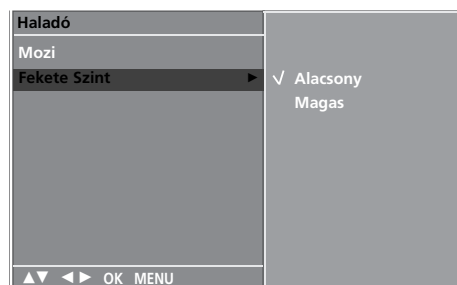 Haladó
Mozi
Fekete Szint ►
√ Alacsony
Magas
▲▼ ◄► OK MENU